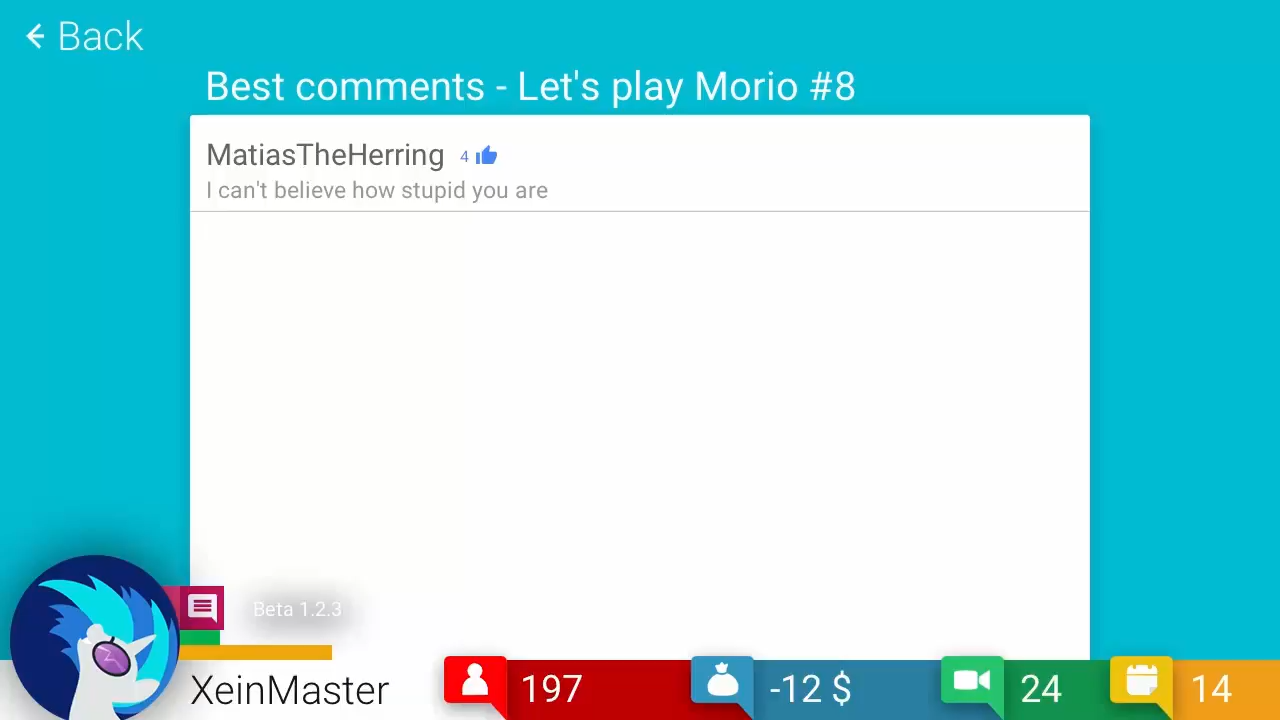 Back
Best comments - Let's play Morio #8
MatiasTheHerring 4
I can't believe how stupid you are
Beta 1.2.3
XeinMaster 197 -12 $ 24 14